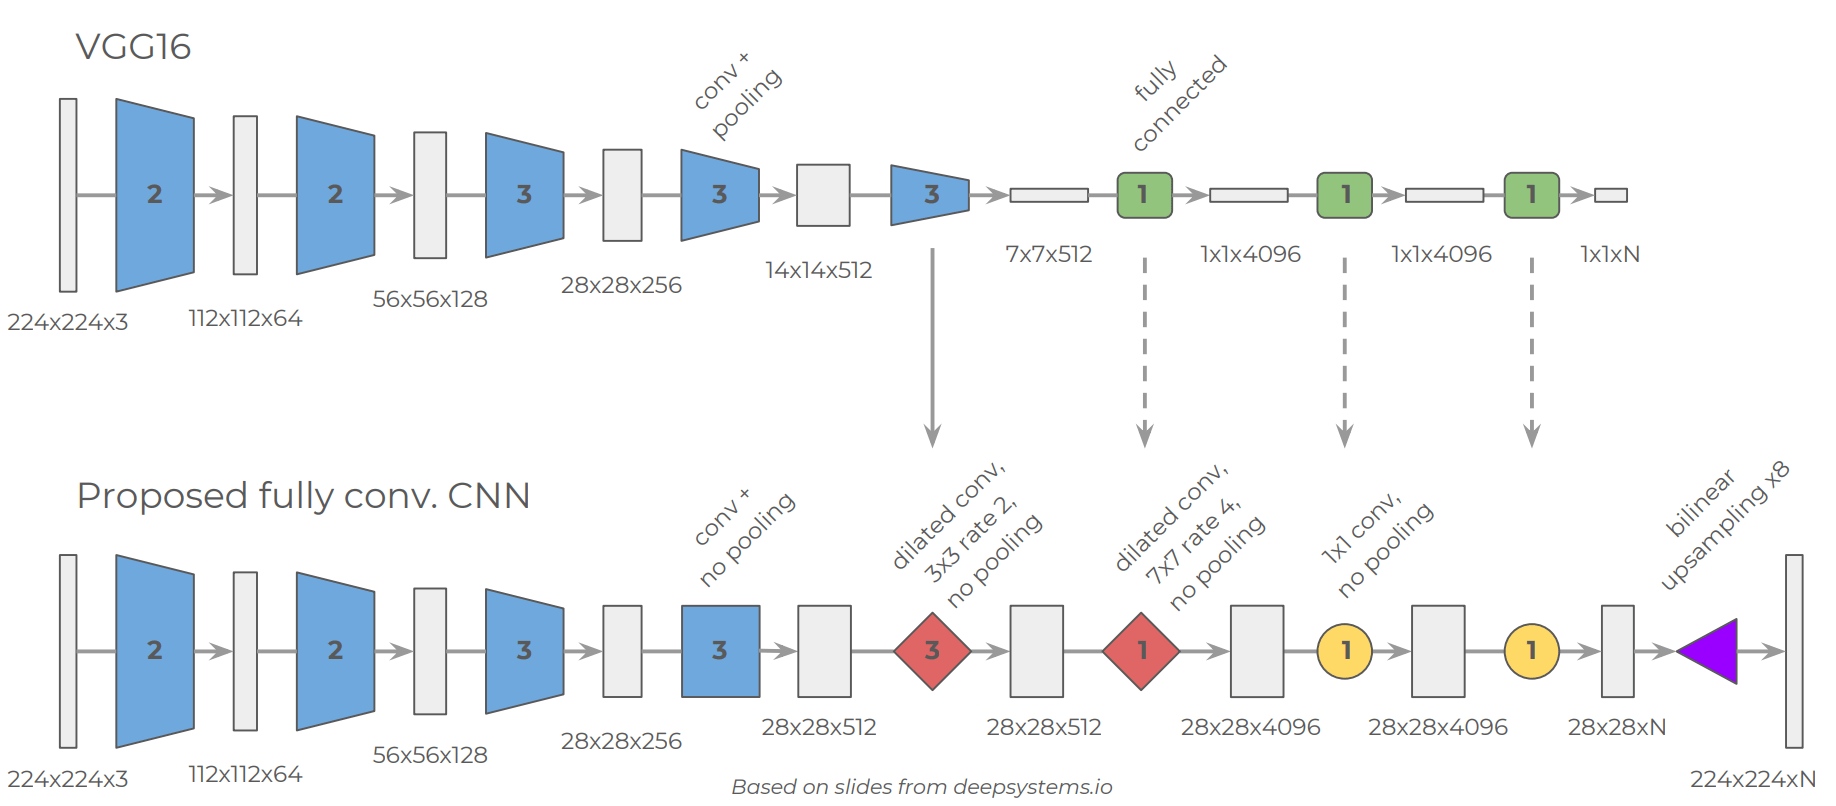 VGG16
conv +
pooling
fully
connected
2
2
3
3
3
1
1
1
224x224x3
112x112x64
56x56x128
28x28x256
14x14x512
7x7x512
1x1x4096
1x1x4096
1x1xN
Proposed fully conv. CNN
conv +
no pooling
dilated conv,
3x3 rate 2,
no pooling
dilated conv,
7x7 rate 4,
no pooling
1x1 conv,
no pooling
bilinear
upsampling x8
2
2
3
3
3
1
1
1
224x224x3
112x112x64
56x56x128
28x28x256
28x28x512
28x28x512
28x28x4096
28x28x4096
28x28xN
224x224xN
Based on slides from deepsystems.io